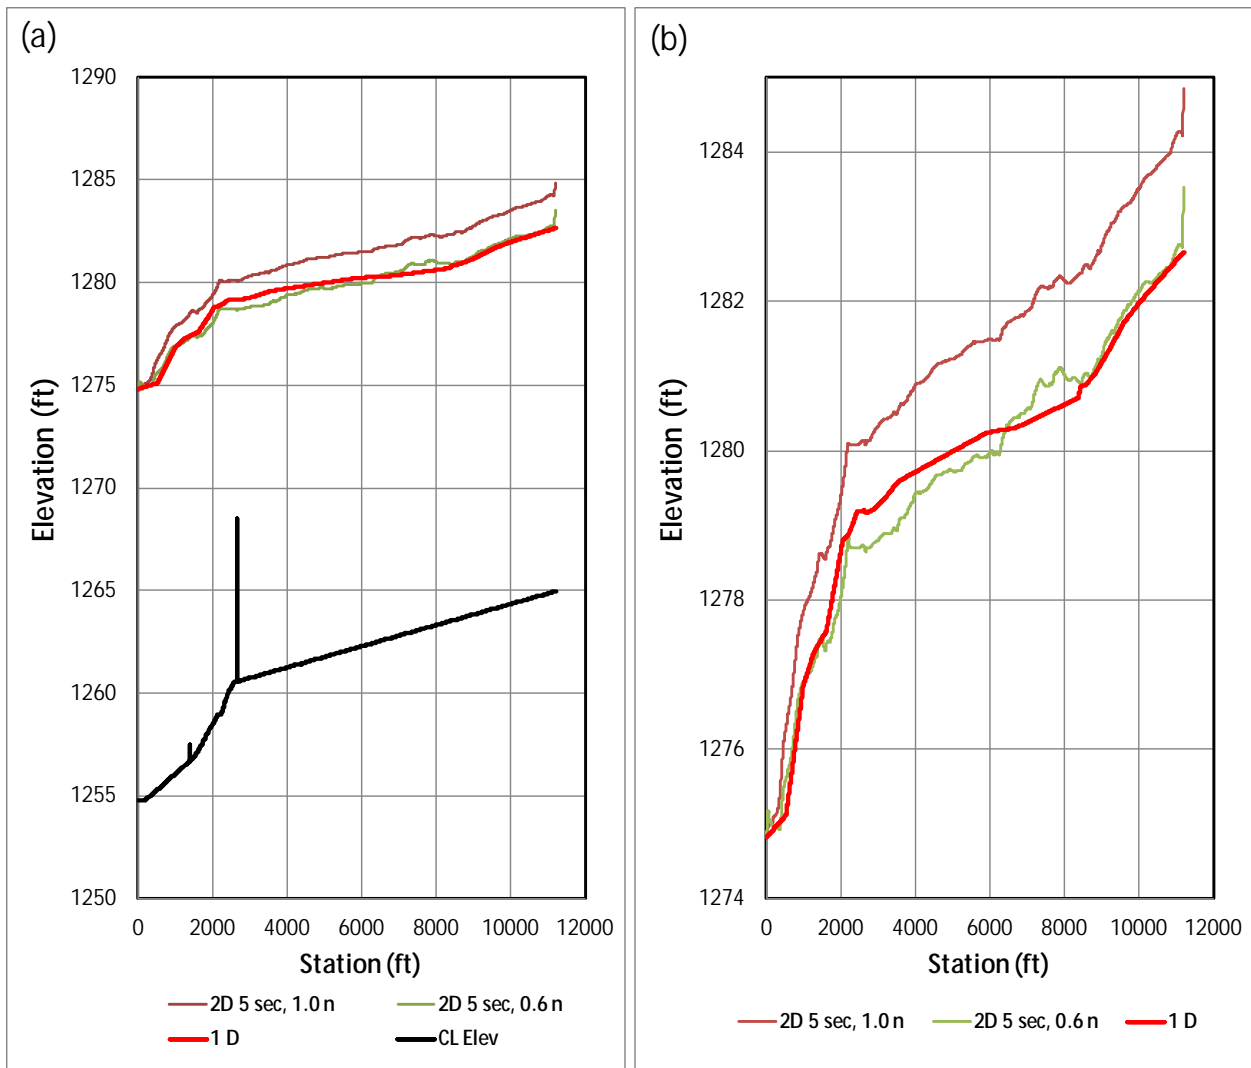 (a)
1290
1285
1280
1275
1270
1265
1260
1255
1250
Elevation (ft)
0 2000 4000 6000 8000 10000 12000
Station (ft)
2D 5 sec, 1.0 n 2D 5 sec, 0.6 n
1 D CL Elev
(b)
1284
1282
1280
1278
1276
1274
Elevation (ft)
0 2000 4000 6000 8000 10000 12000
Station (ft)
2D 5 sec, 1.0 n 2D 5 sec, 0.6 n 1 D